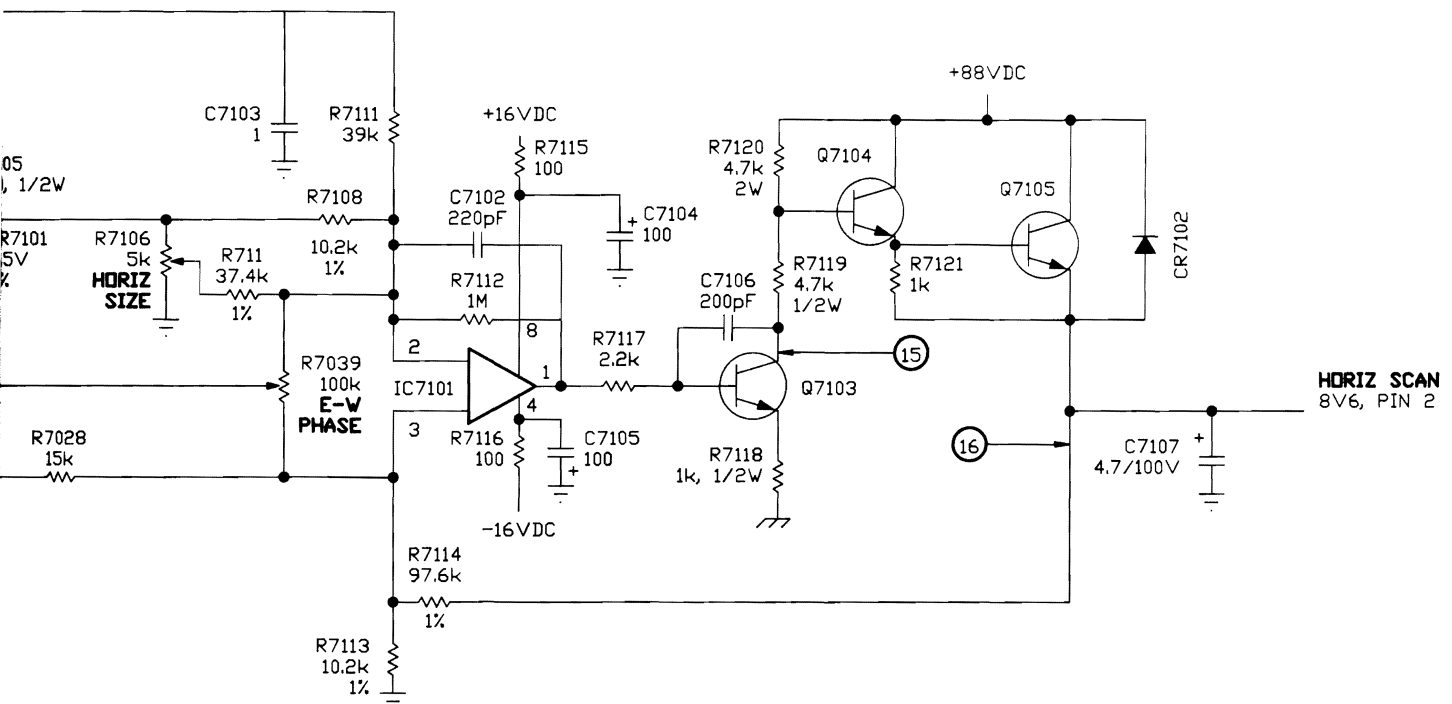 +88VDC
C7103
1
R7111
39k
+16VDC
R7115
100
R7120
4.7k
2W
Q7104
Q7105
05
), 1/2W
R7108
10.2k
1%
C7102
220pF
+
C7104
100
R7101
5V
%
R7106
5k
HORIZ
SIZE
R711
37.4k
1%
R7112
1M
8
C7106
200pF
R7119
4.7k
1/2W
R7121
1k
CR7102
2
3
IC7101
1
4
R7117
2.2k
15
Q7103
R7039
100k
E-W
PHASE
R7116
100
C7105
100
+
-16VDC
R7118
1k, 1/2W
16
HORIZ SCAN
8V6, PIN 2
C7107
4.7/100V
+
R7028
15k
R7114
97.6k
1%
R7113
10.2k
1%